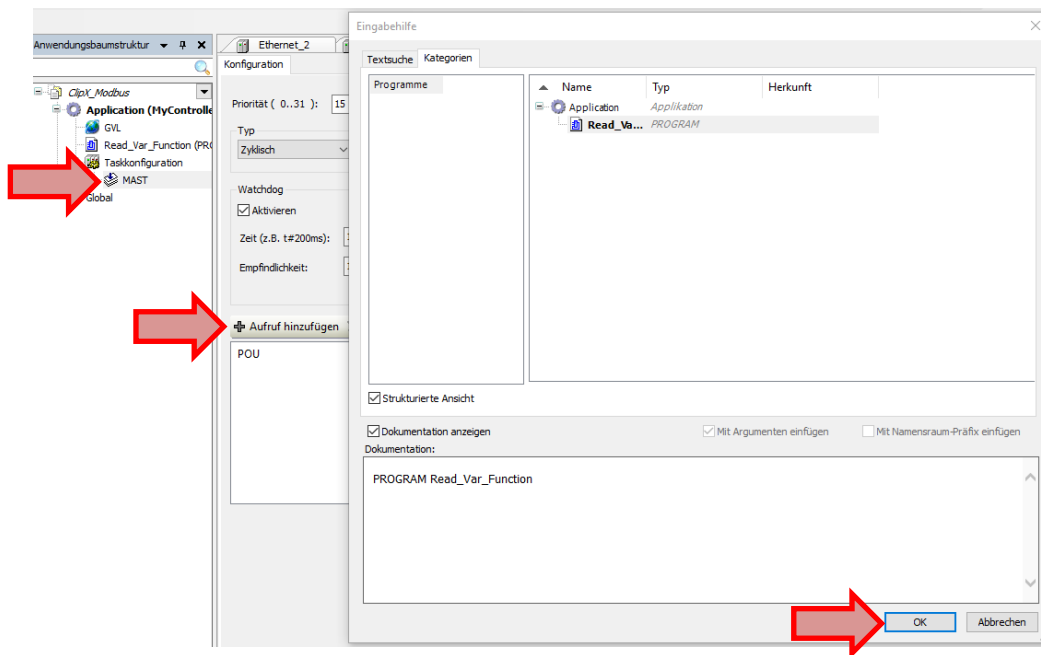 Anwendungsbaumstruktur
ClipX_Modbus
Application (MyControlle
GVL
Read_Var_Function (PRG
Taskkonfiguration
MAST
Global
Ethernet_2
Konfiguration
Priorität ( 0..31 ): 15
Typ
Zyklisch
Watchdog
Aktivieren
Zeit (z.B. t#200ms):
Empfindlichkeit:
Aufruf hinzufügen
POU
Eingabehilfe
Textsuche Kategorien
Programme
Name Typ Herkunft
Application Applikation
Read_Va... PROGRAM
Strukturierte Ansicht
Dokumentation anzeigen Mit Argumenten einfügen Mit Namensraum-Präfix einfügen
Dokumentation:
PROGRAM Read_Var_Function
OK Abbrechen